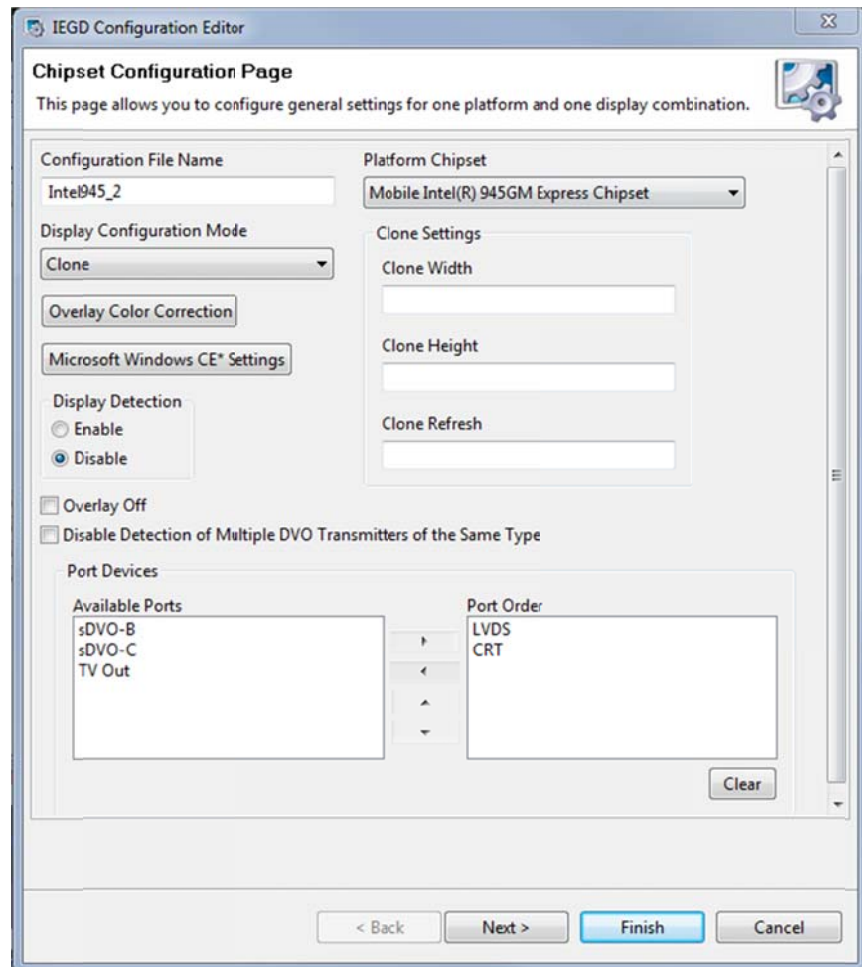 IEGD Configuration Editor
Chipset Configuration Page
This page allows you to configure general settings for one platform and one display combination.
Configuration File Name
Intel945_2
Platform Chipset
Mobile Intel(R) 945GM Express Chipset
Display Configuration Mode
Clone
Overlay Color Correction
Microsoft Windows CE* Settings
Display Detection
Enable
Disable
Clone Settings
Clone Width
Clone Height
Clone Refresh
Overlay Off
Disable Detection of Multiple DVO Transmitters of the Same Type
Port Devices
Available Ports
sDVO-B
sDVO-C
TV Out
Port Order
LVDS
CRT
Clear
< Back
Next >
Finish
Cancel